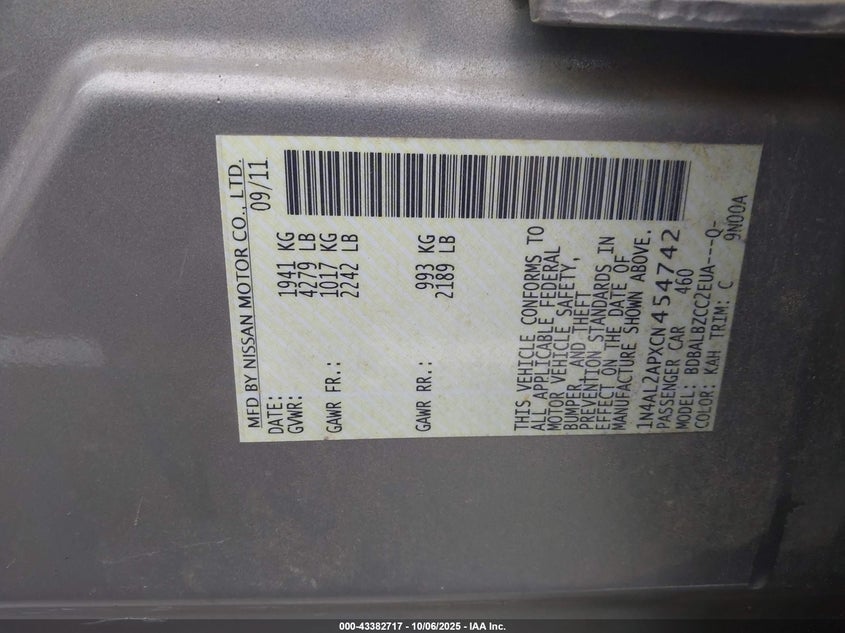 MFD BY NISSAN MOTOR CO., LTD.
DATE: 09/11
GVWR: 1941 KG
4279 LB
GAWR FR.: 1017 KG
2242 LB
GAWR RR.: 993 KG
2189 LB
THIS VEHICLE CONFORMS TO
ALL APPLICABLE FEDERAL
MOTOR VEHICLE SAFETY,
BUMPER, AND THEFT
PREVENTION STANDARDS IN
EFFECT ON THE DATE OF
MANUFACTURE SHOWN ABOVE.
1N4AL2APXCN454742
PASSENGER CAR 460
MODEL: BDBALBZCC2EUA----Q-
COLOR: KAH TRIM: C 9N00A
000-43382717 - 10/06/2025 - IAA Inc.